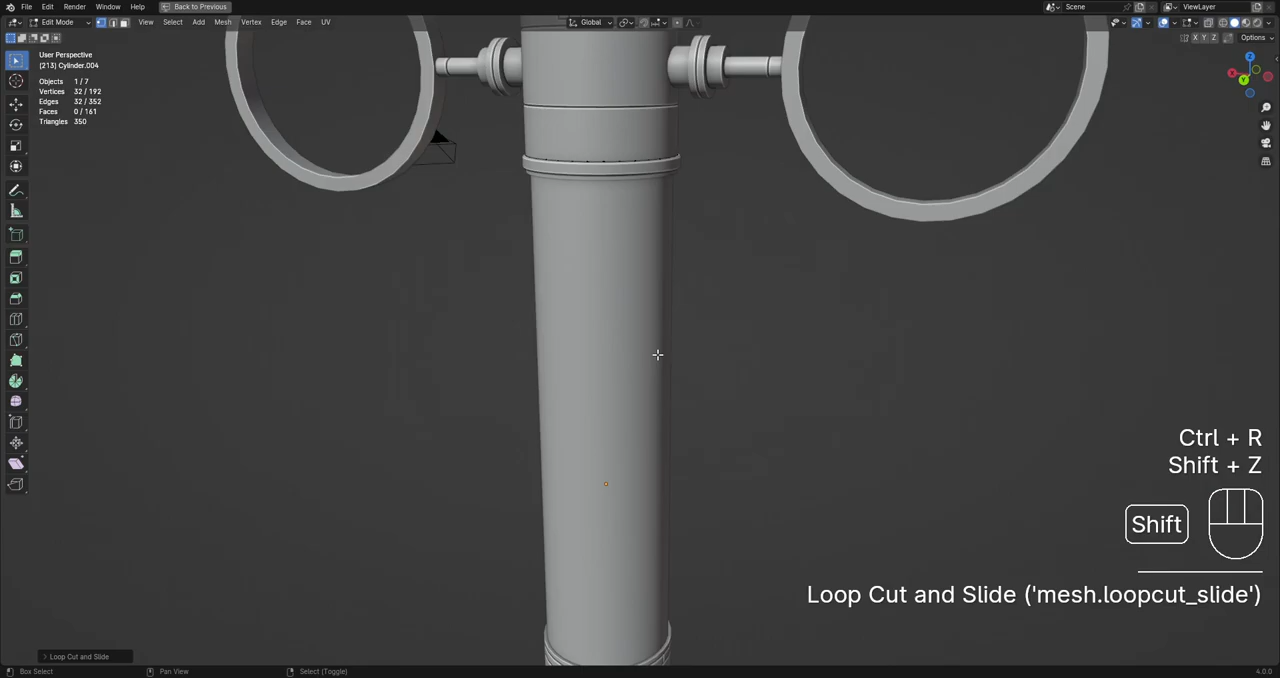 File Edit Render Window Help Back to Previous Scene ViewLayer
Edit Mode View Select Add Mesh Vertex Edge Face UV Global
X Y Z Options
User Perspective
(213) Cylinder.004
Objects 1 / 7
Vertices 32 / 192
Edges 32 / 352
Faces 0 / 161
Triangles 350
Z
X
Y
Ctrl + R
Shift + Z
Shift
Loop Cut and Slide ('mesh.loopcut_slide')
Loop Cut and Slide
Box Select Pan View Select (Toggle) 4.0.0